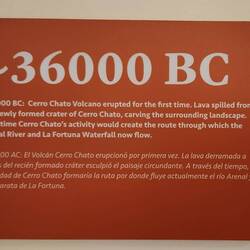 ~36000 BC
000 BC: Cerro Chato Volcano erupted for the first time. Lava spilled from
newly formed crater of Cerro Chato, carving the surrounding landscape.
time Cerro Chato's activity would create the route through which the
al River and La Fortuna Waterfall now flow.
000 AC: El Volcán Cerro Chato erupcionó por primera vez. La lava derramada a
és del recién formado cráter esculpió el paisaje circundante. A través del tiempo,
idad de Cerro Chato formaría la ruta por donde fluye actualmente el río Arenal
arata de La Fortuna.